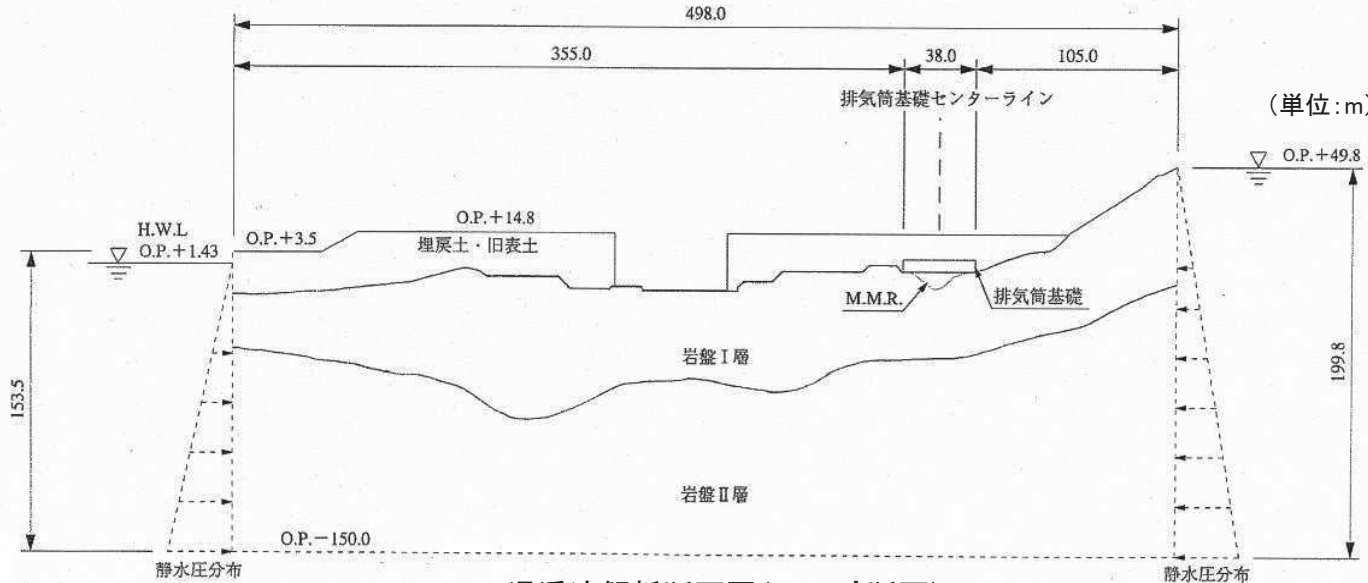 498.0
355.0
38.0
105.0
排気筒基礎センターライン
(単位:m)
O.P.+49.8
H.W.L
O.P.+1.43
O.P.+3.5
O.P.+14.8
埋戻土・旧表土
M.M.R.
排気筒基礎
岩盤Ⅰ層
153.5
199.8
岩盤Ⅱ層
O.P.-150.0
静水圧分布
静水圧分布